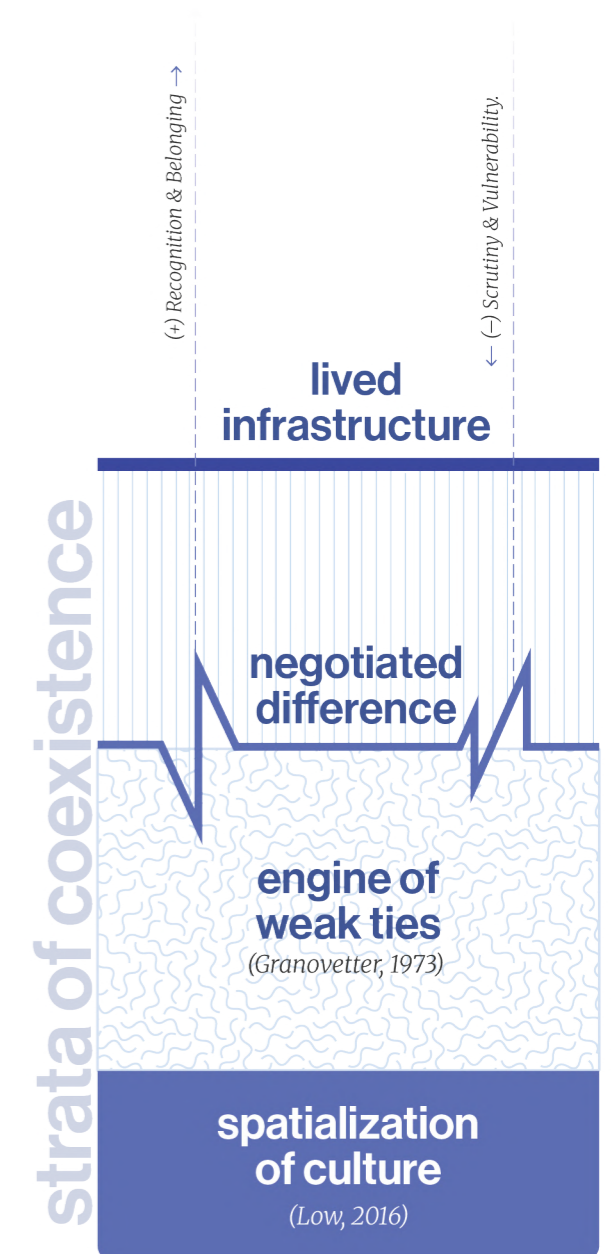 (+) Recognition & Belonging →
← (–) Scrutiny & Vulnerability.
lived
infrastructure
strata of coexistence
negotiated
difference
engine of
weak ties
(Granovetter, 1973)
spatialization
of culture
(Low, 2016)